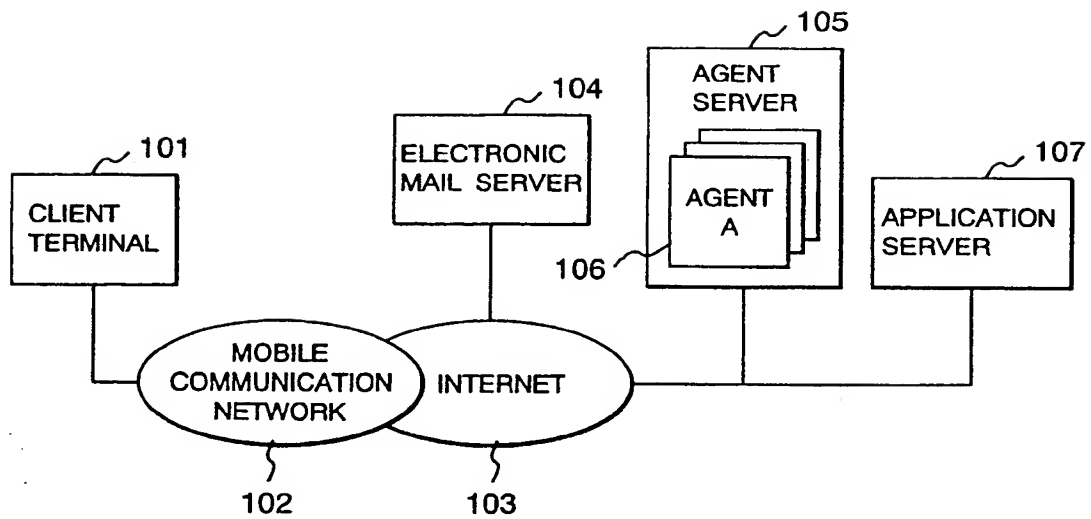 105
AGENT
SERVER
104
ELECTRONIC
MAIL SERVER
101
CLIENT
TERMINAL
107
AGENT
A
APPLICATION
SERVER
106
MOBILE
COMMUNICATION
NETWORK
INTERNET
102
103